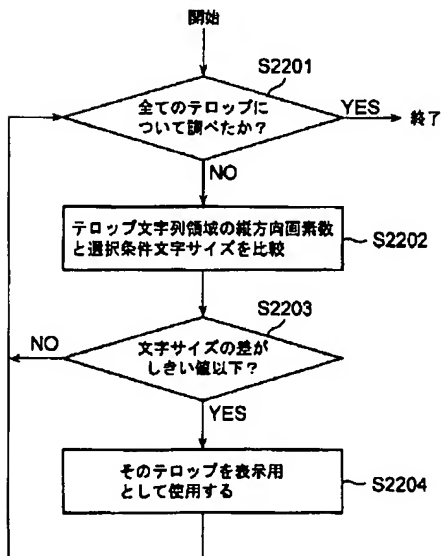 開始
S2201
全てのテロップに
ついて調べたか？
YES
終了
NO
テロップ文字列領域の縦方向画素数
と選択条件文字サイズを比較
S2202
S2203
文字サイズの差が
しきい値以下？
NO
YES
そのテロップを表示用
として使用する
S2204